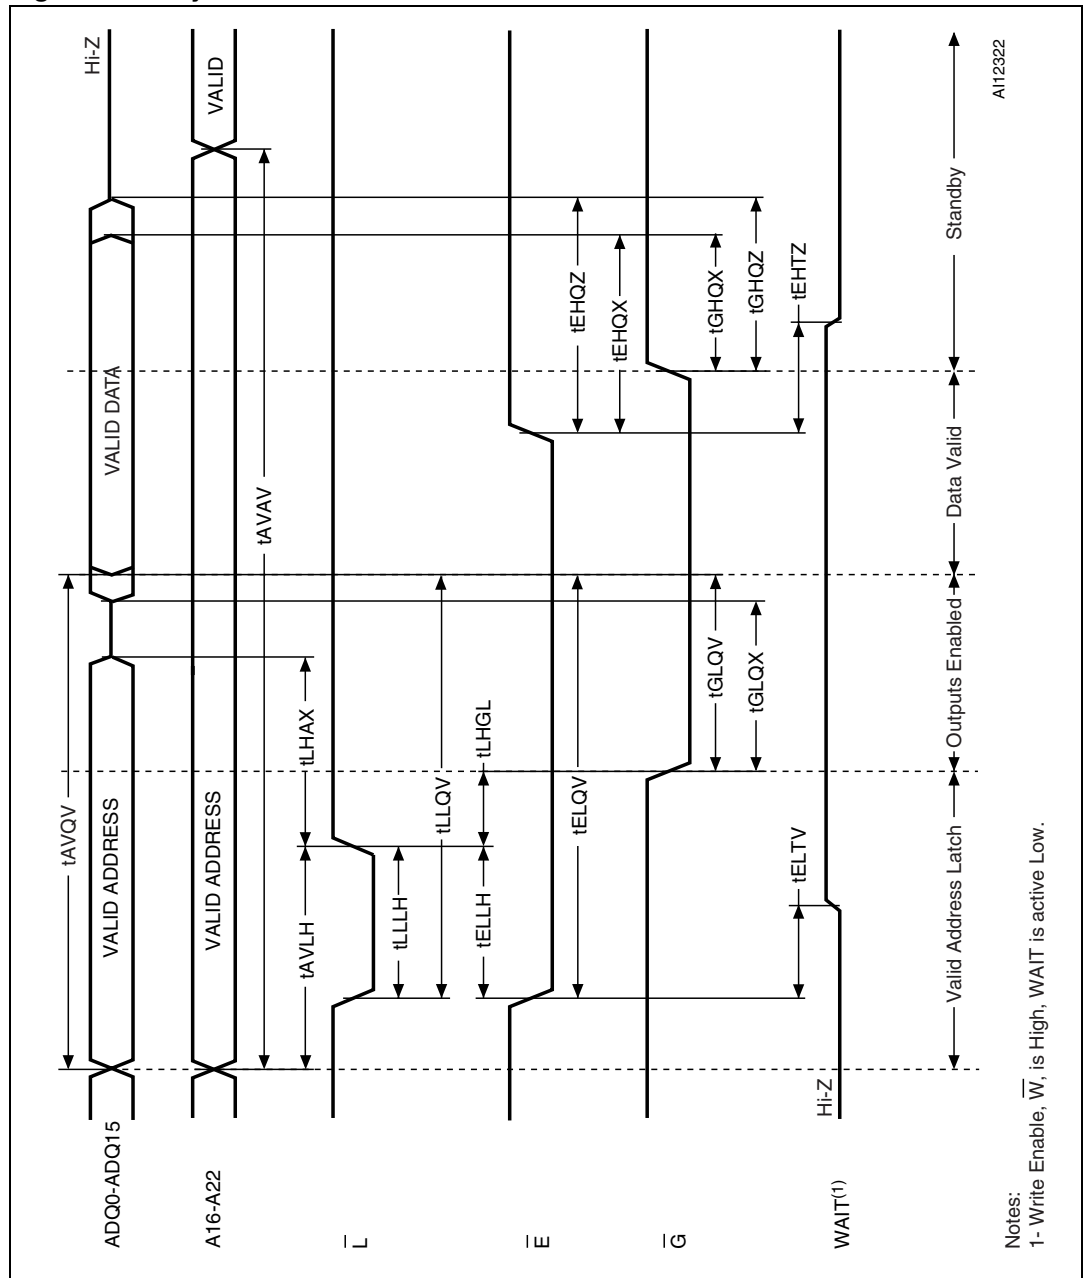 ADQ0-ADQ15
VALID ADDRESS
VALID DATA
Hi-Z
tAVQV
A16-A22
VALID ADDRESS
VALID
tAVAV
tAVLH
tLHAX
L
tLLLH
tLLQV
tELLH
tLHGL
E
tELQV
tEHQZ
tEHQX
G
tGLQV
tGLQX
tGHQX
tGHQZ
tELTV
tEHTZ
WAIT(1)
Hi-Z
Valid Address Latch
Outputs Enabled
Data Valid
Standby
AI12322
Notes:
1- Write Enable, W, is High, WAIT is active Low.